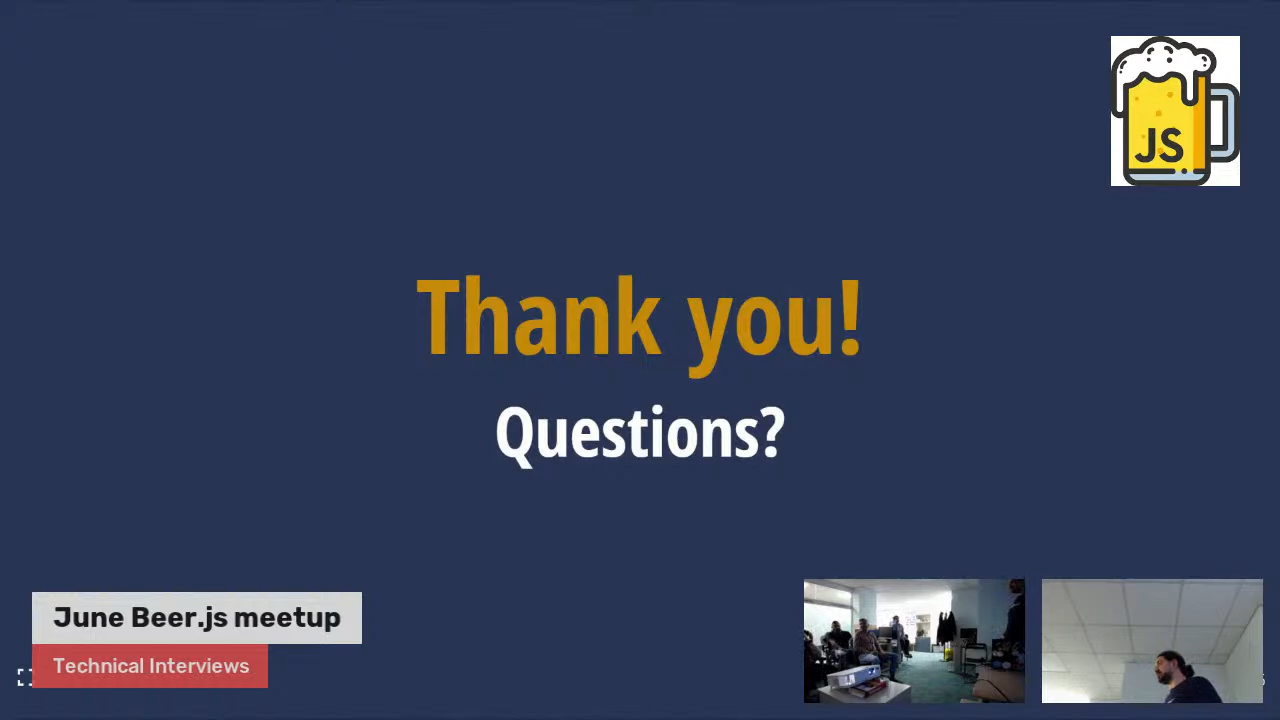 JS
Thank you!
Questions?
June Beer.js meetup
Technical Interviews